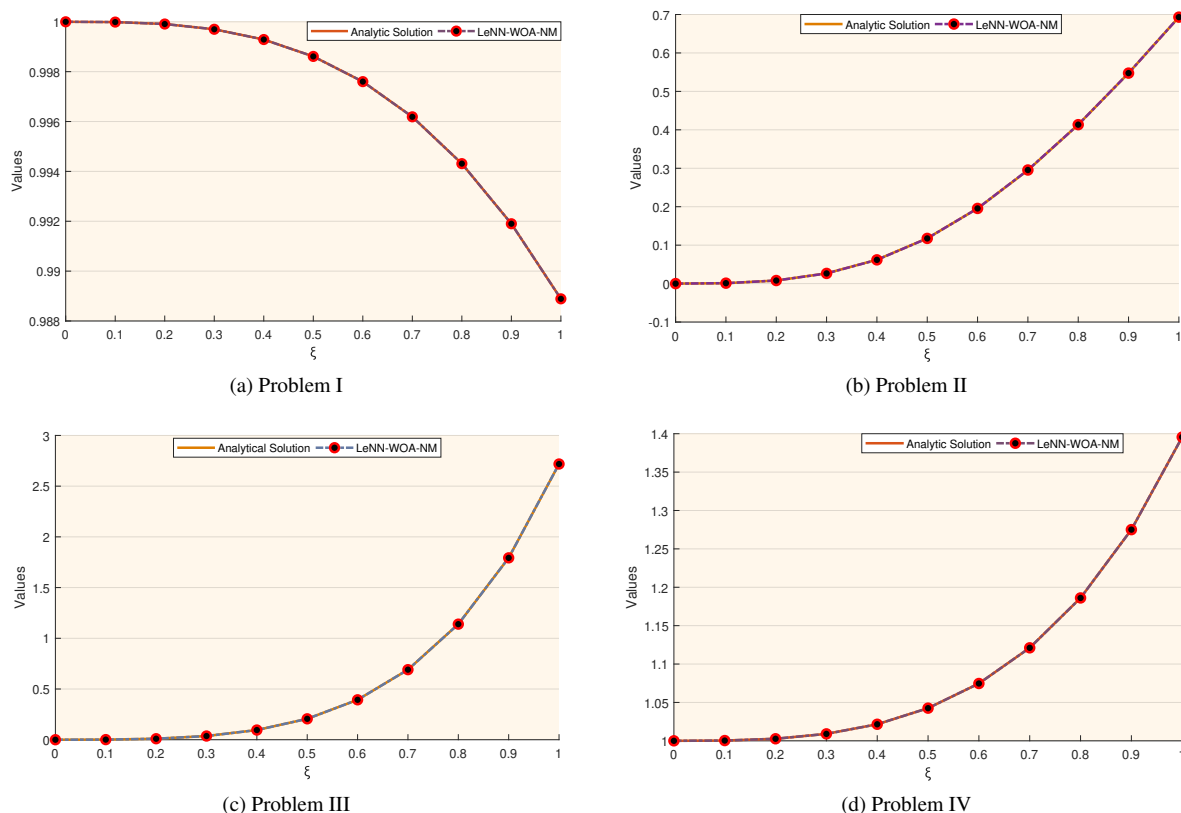 1
0.998
0.996
0.994
0.992
0.99
0.988
Values
Analytic Solution LeNN-WOA-NM
0 0.1 0.2 0.3 0.4 0.5 0.6 0.7 0.8 0.9 1
ξ
(a) Problem I
0.7
0.6
0.5
0.4
0.3
0.2
0.1
0
-0.1
Values
Analytic Solution LeNN-WOA-NM
0 0.1 0.2 0.3 0.4 0.5 0.6 0.7 0.8 0.9 1
ξ
(b) Problem II
3
2.5
2
1.5
1
0.5
0
Values
Analytical Solution LeNN-WOA-NM
0 0.1 0.2 0.3 0.4 0.5 0.6 0.7 0.8 0.9 1
ξ
(c) Problem III
1.4
1.35
1.3
1.25
1.2
1.15
1.1
1.05
1
Values
Analytic Solution LeNN-WOA-NM
0 0.1 0.2 0.3 0.4 0.5 0.6 0.7 0.8 0.9 1
ξ
(d) Problem IV